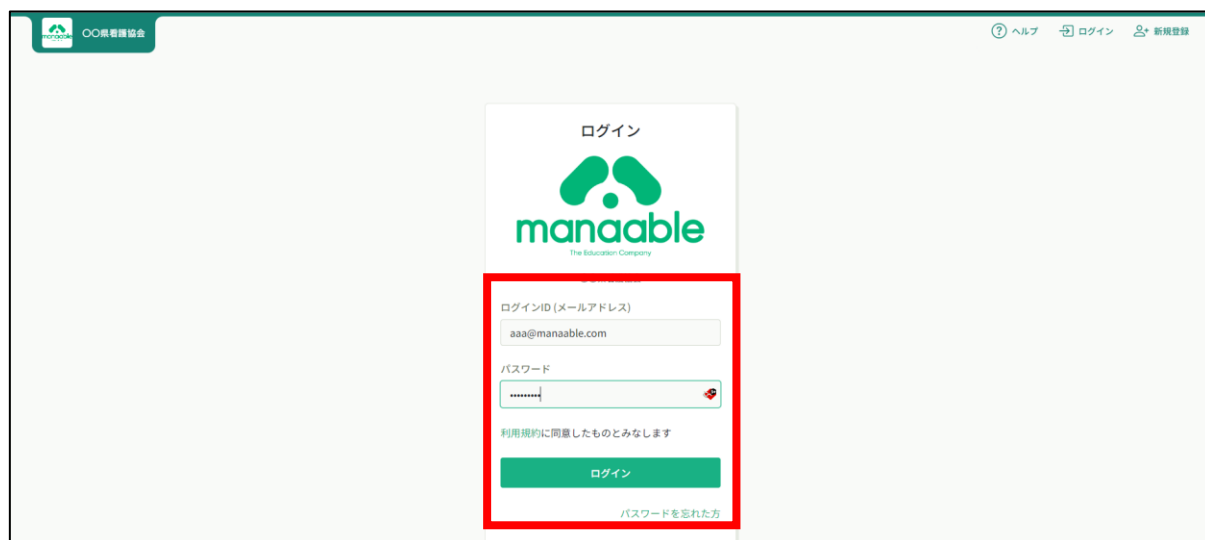 manaable
〇〇県看護協会
ヘルプ
ログイン
新規登録
ログイン
manaable
The Education Company
ログインID (メールアドレス)
aaa@manaable.com
パスワード
•••••••••
利用規約に同意したものとみなします
ログイン
パスワードを忘れた方